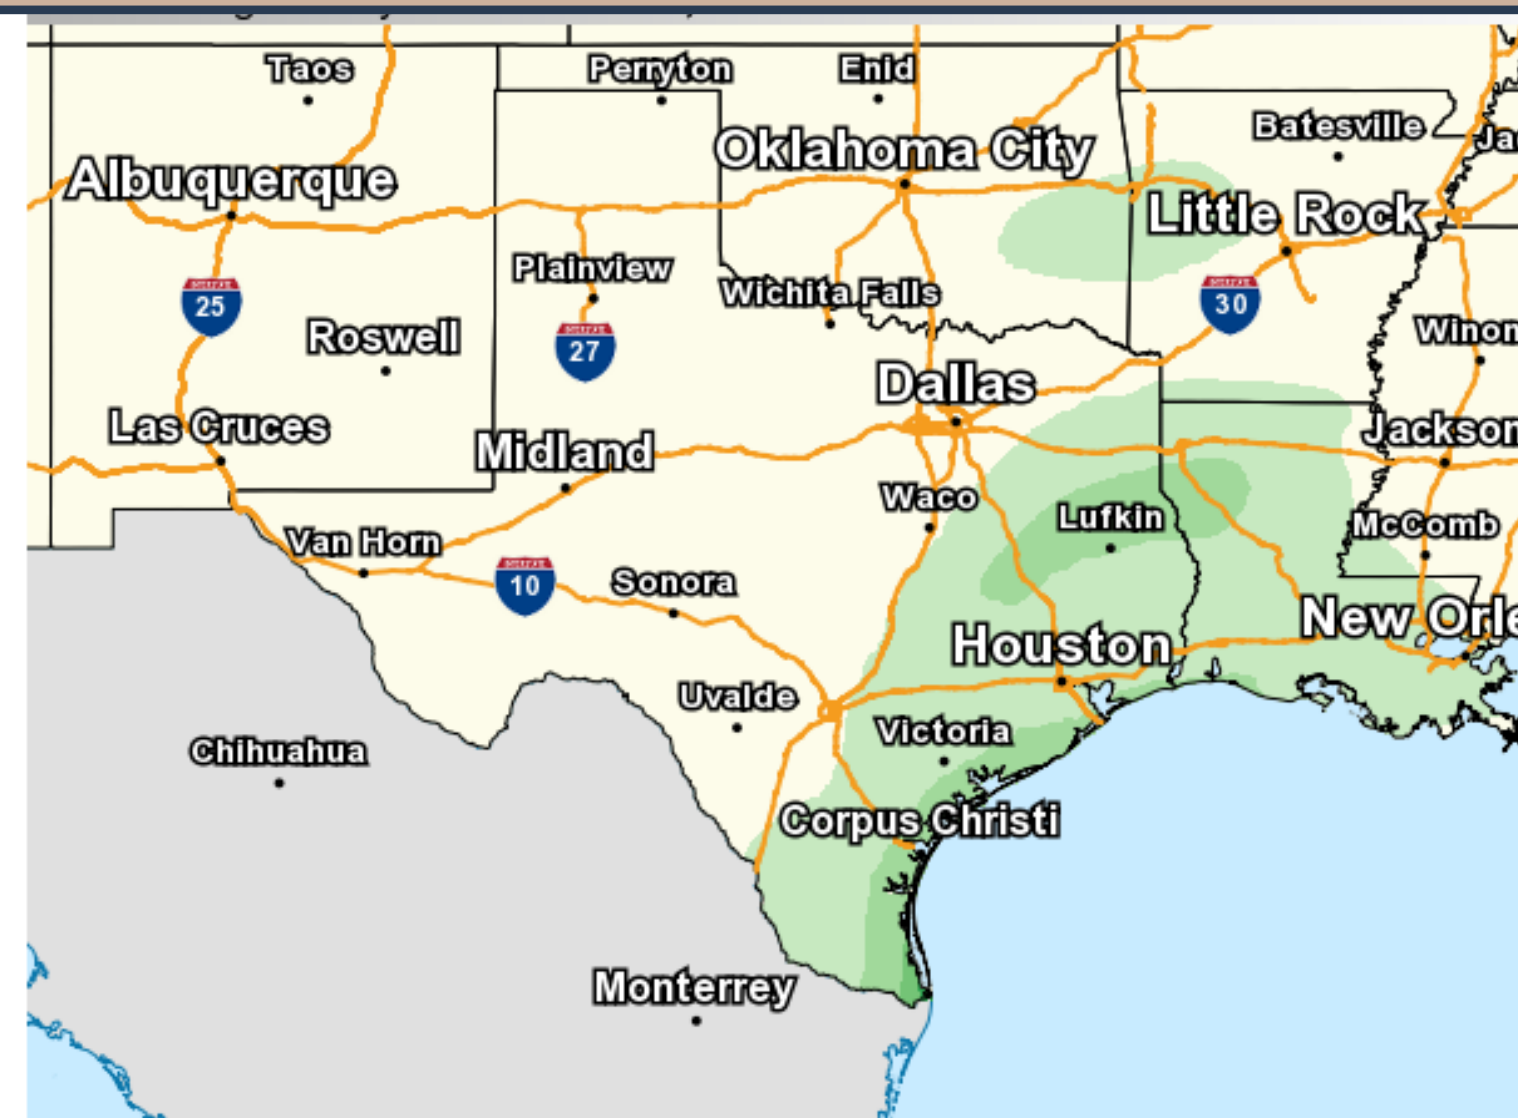 Taos
Perryton
Enid
Batesville
Ja
Oklahoma City
Albuquerque
Little Rock
Plainview
Wichita Falls
25
30
Roswell
27
Winon
Dallas
Las Cruces
Midland
Jackson
Waco
Lufkin
McComb
Van Horn
10
Sonora
New Orle
Houston
Uvalde
Victoria
Chihuahua
Corpus Christi
Monterrey